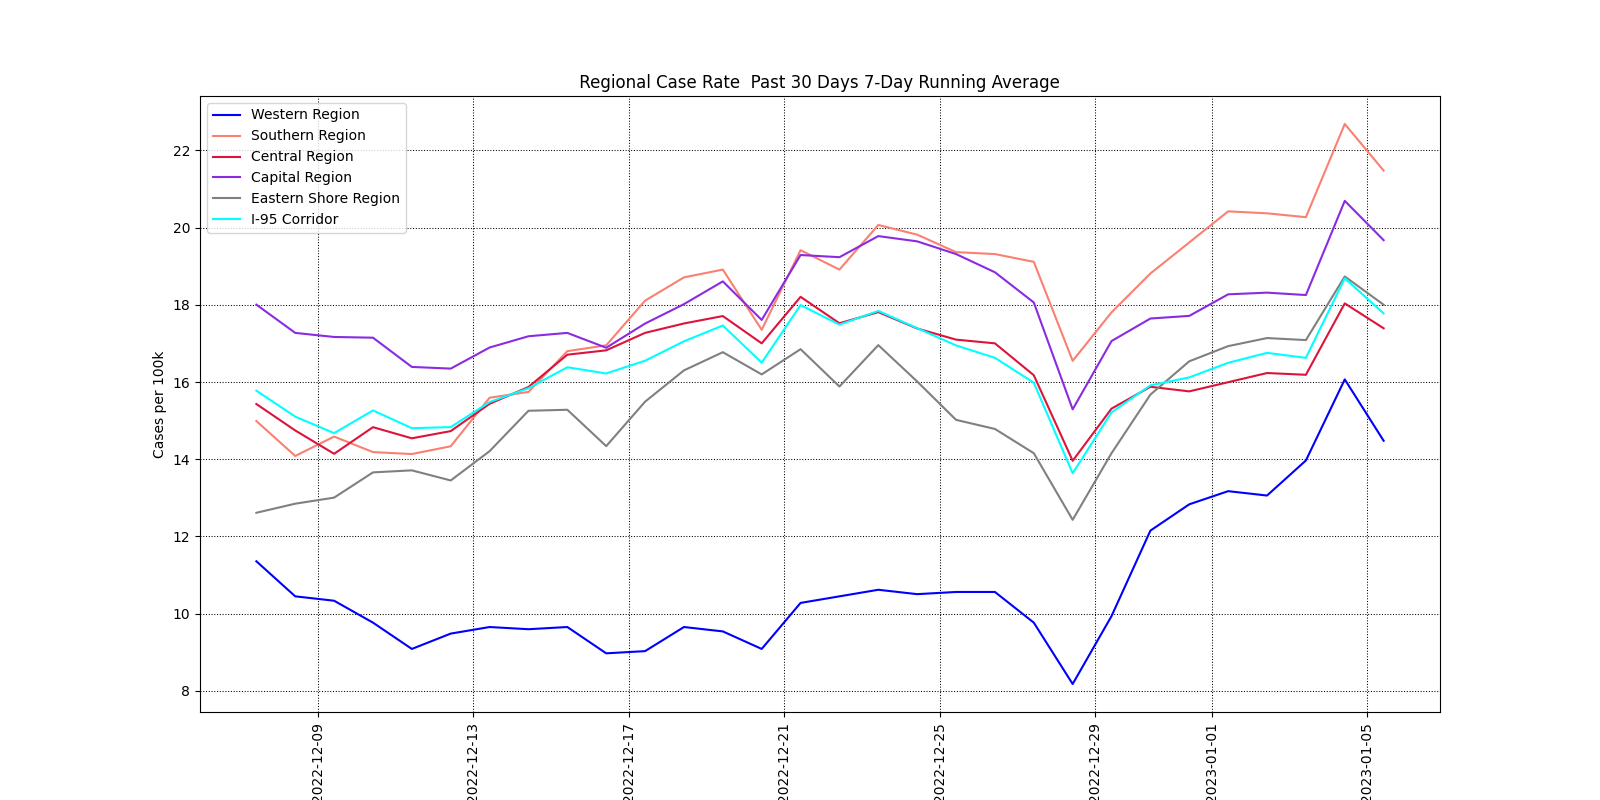 Regional Case Rate  Past 30 Days 7-Day Running Average
Western Region
Southern Region
Central Region
Capital Region
Eastern Shore Region
I-95 Corridor
Cases per 100k
22
20
18
16
14
12
10
8
2022-12-09
2022-12-13
2022-12-17
2022-12-21
2022-12-25
2022-12-29
2023-01-01
2023-01-05